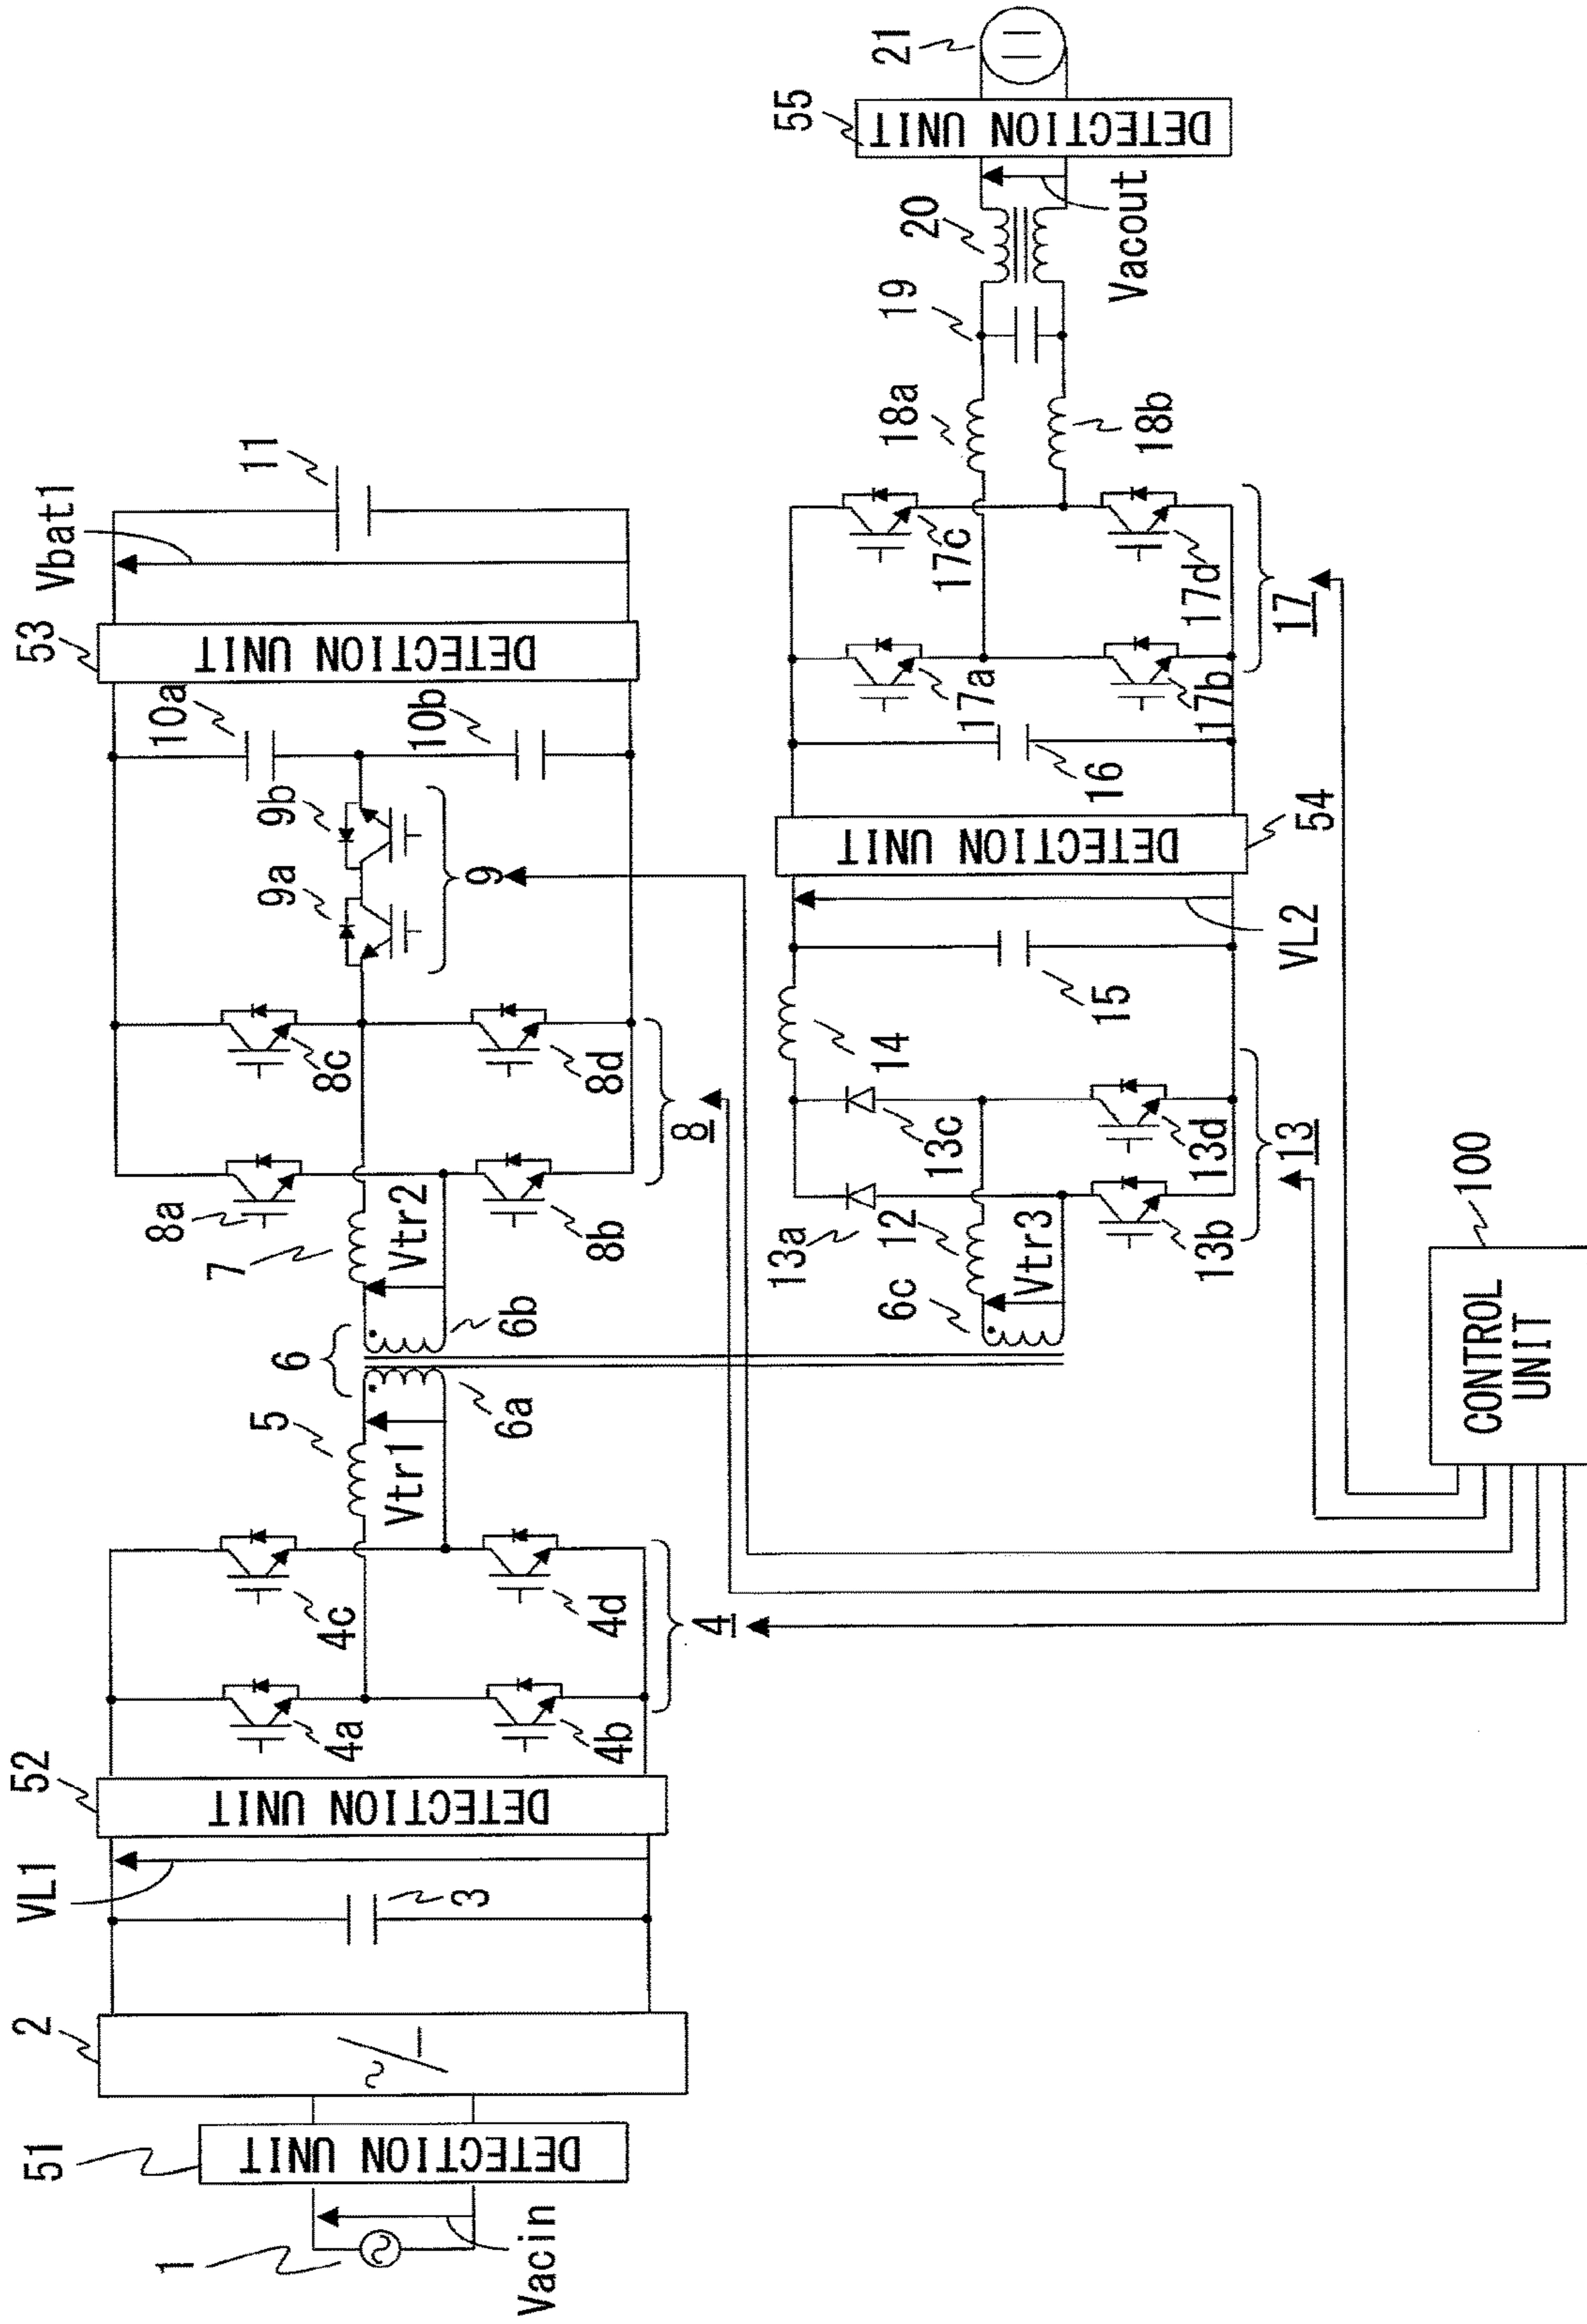 1
Vacin
51
DETECTION UNIT
2
3
VL1
52
DETECTION UNIT
4a
4b
4c
4d
4
5
Vtr1
6
6a
6b
7
Vtr2
8a
8b
8c
8d
8
9a
9b
9
10a
10b
53
DETECTION UNIT
Vbat1
11
6c
12
Vtr3
13a
13b
13c
13d
13
14
15
VL2
54
DETECTION UNIT
16
17a
17b
17c
17d
17
18a
18b
19
20
Vacout
55
DETECTION UNIT
21
100
CONTROL
UNIT